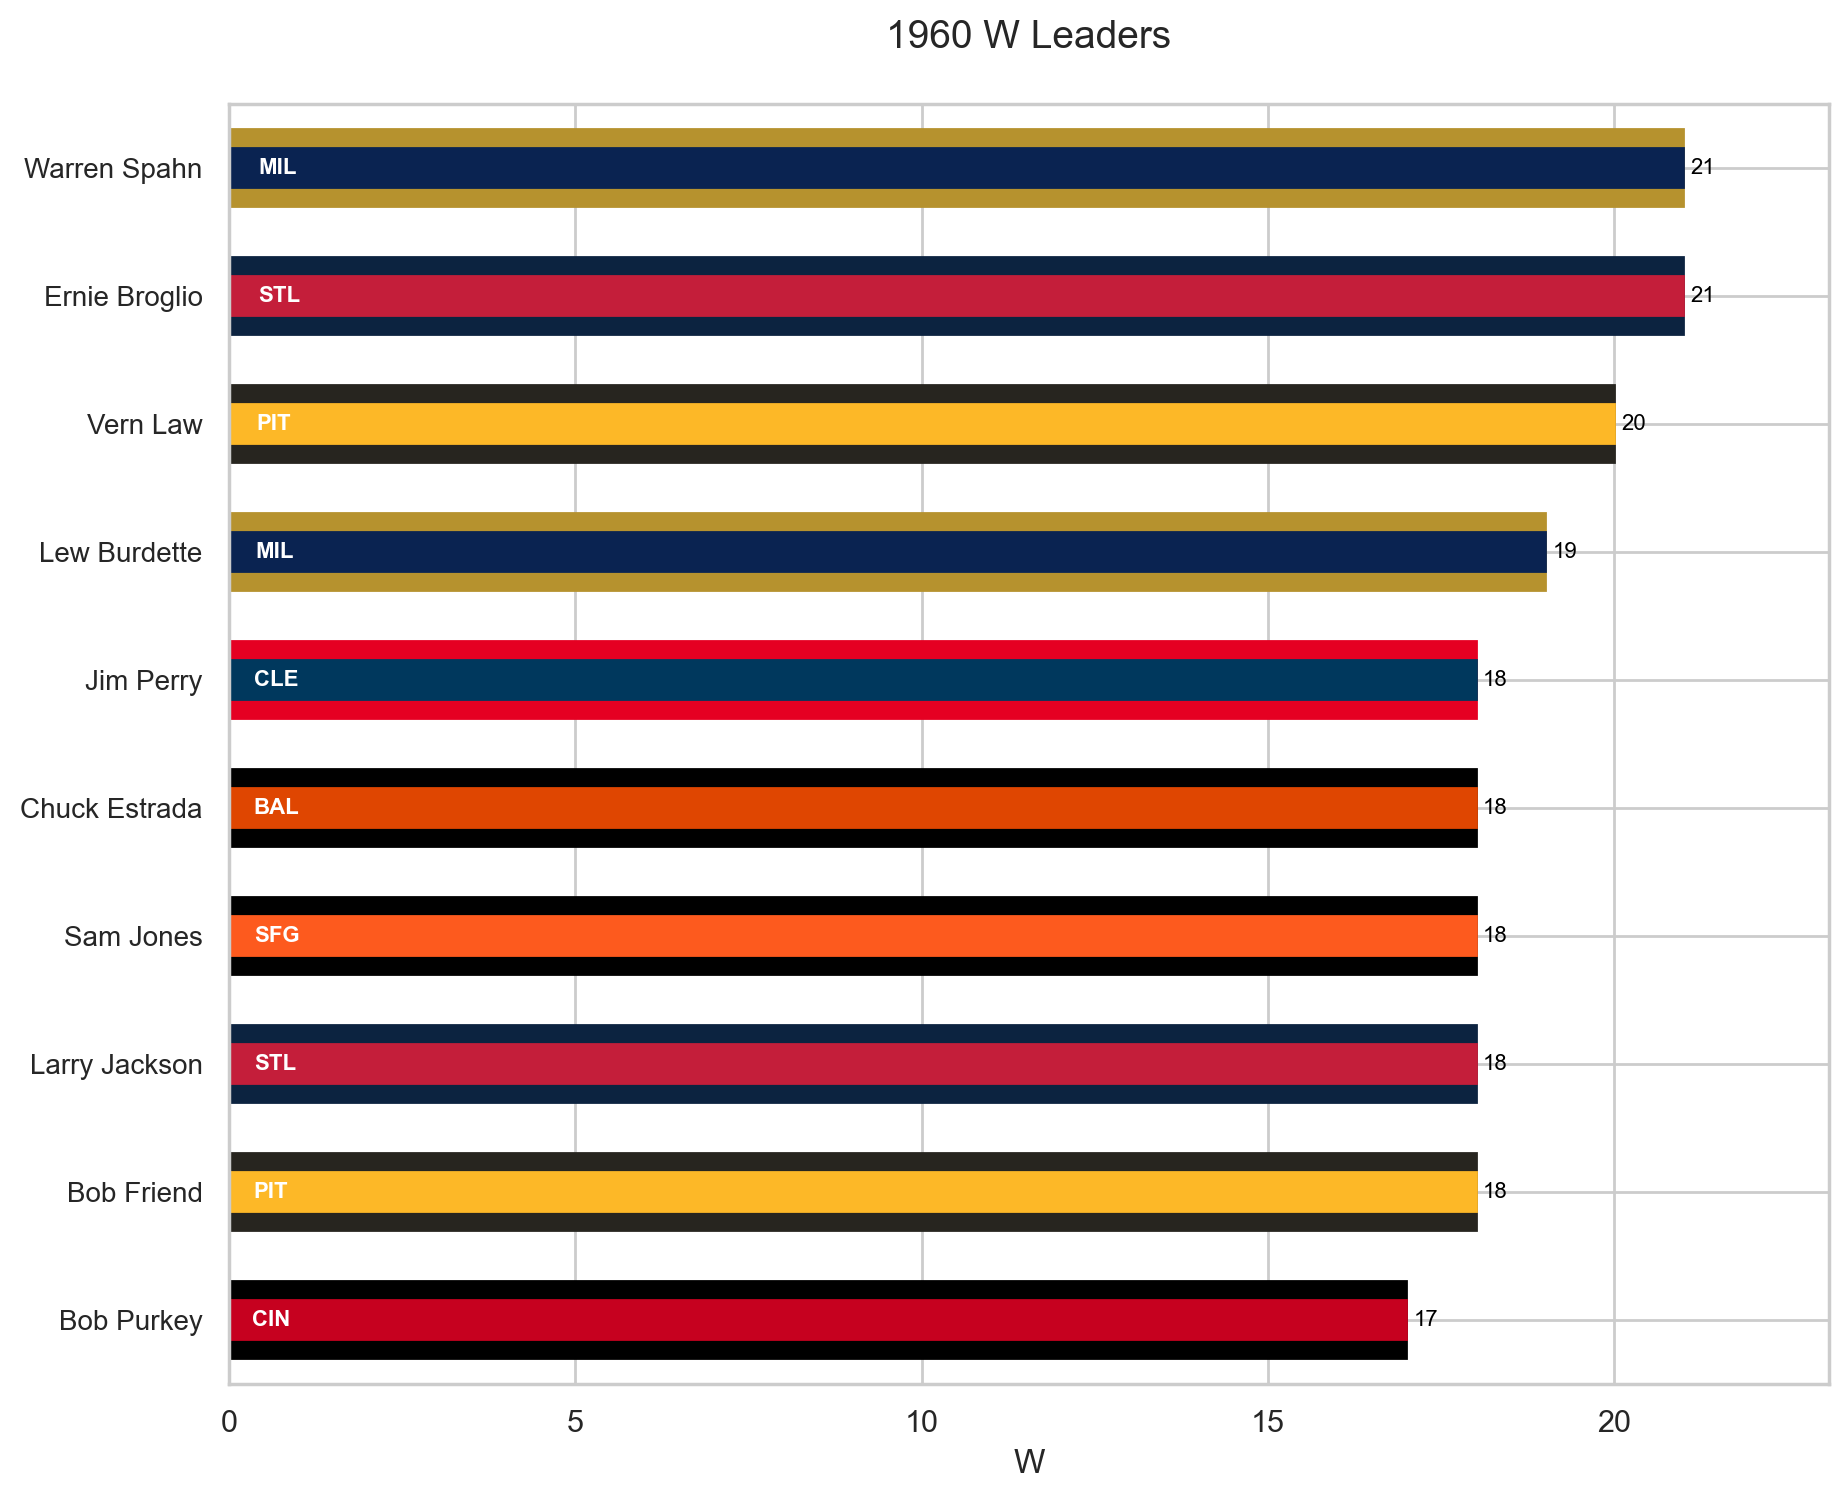 1960 W Leaders
Warren Spahn MIL 21
Ernie Broglio STL 21
Vern Law PIT 20
Lew Burdette MIL 19
Jim Perry CLE 18
Chuck Estrada BAL 18
Sam Jones SFG 18
Larry Jackson STL 18
Bob Friend PIT 18
Bob Purkey CIN 17
0 5 10 15 20
W